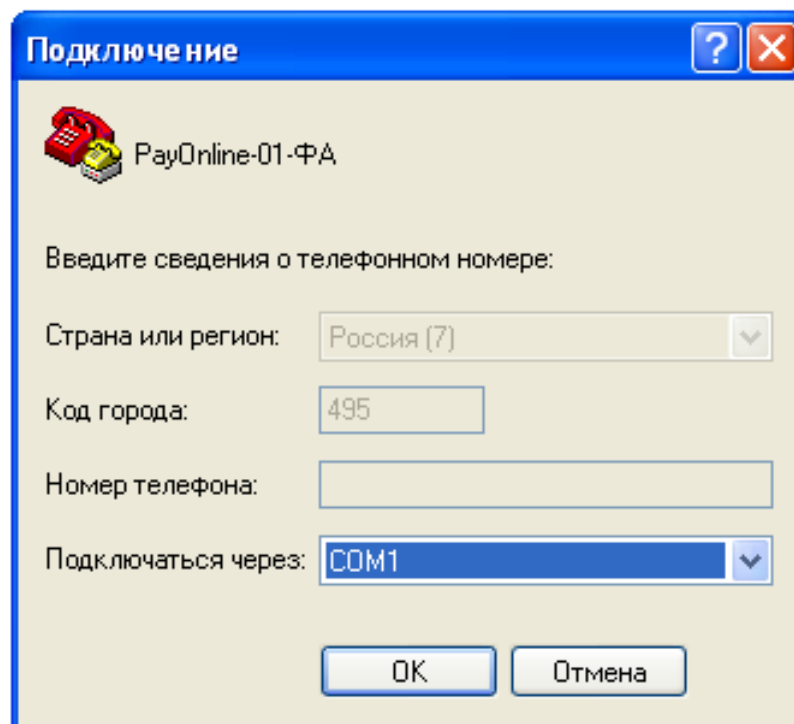 Подключение
PayOnline-01-ФА
Введите сведения о телефонном номере:
Страна или регион: Россия (7)
Код города: 495
Номер телефона:
Подключаться через: COM1
OK Отмена